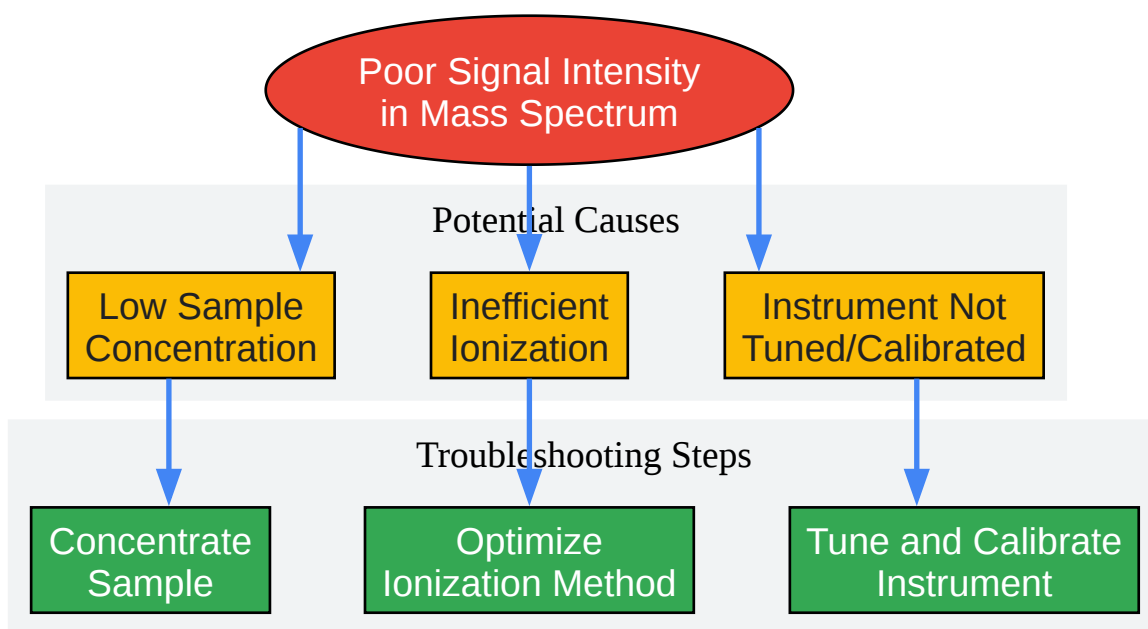 Poor Signal Intensity
in Mass Spectrum
Potential Causes
Low Sample
Concentration
Inefficient
Ionization
Instrument Not
Tuned/Calibrated
Troubleshooting Steps
Concentrate
Sample
Optimize
Ionization Method
Tune and Calibrate
Instrument